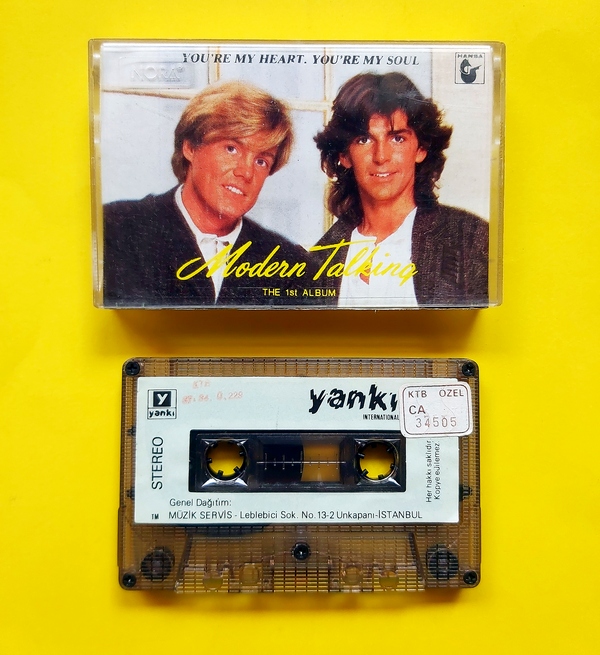 YOU'RE MY HEART. YOU'RE MY SOUL
HANSA
NORA
Modern Talking
THE 1st ALBUM
y
yankı
yankı
INTERNATIONAL
KTB ÖZEL
CA
34505
STEREO
Her hakkı saklıdır
Kopye edilemez
Genel Dağıtım:
1M MÜZİK SERVİS - Leblebici Sok. No. 13-2 Unkapanı-İSTANBUL